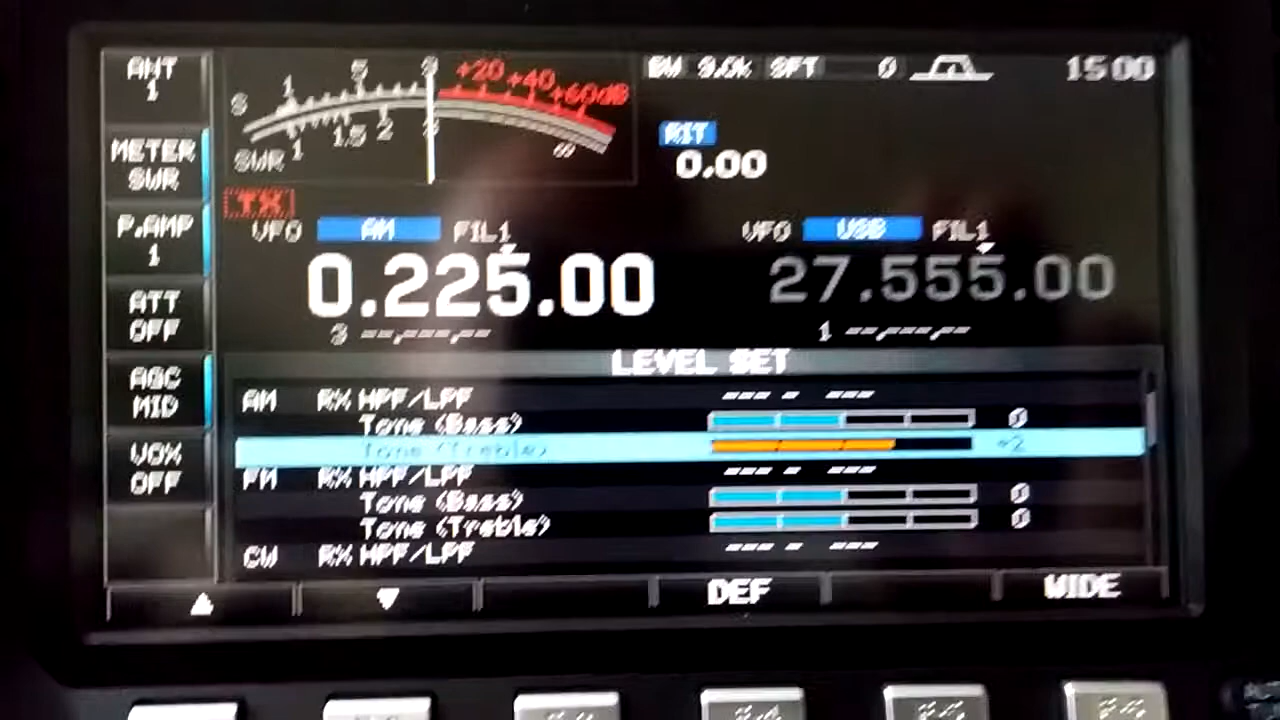 ANT
1
METER
SWR
P.AMP
1
ATT
OFF
AGC
MID
VOX
OFF
S 1 5 9 +20 +40 +60dB
SWR 1 1.5 2 3 ∞
BW 9.0k SFT 0
15:00
RIT
0.00
TX
VFO AM FIL1
0.225.00
3 --.---.--
VFO USB FIL1
27.555.00
1 --.---.--
LEVEL SET
AM RX HPF/LPF --- - ---
Tone (Bass) 0
Tone (Treble) +2
FM RX HPF/LPF --- - ---
Tone (Bass) 0
Tone (Treble) 0
CW RX HPF/LPF --- - ---
▲ ▼ DEF WIDE